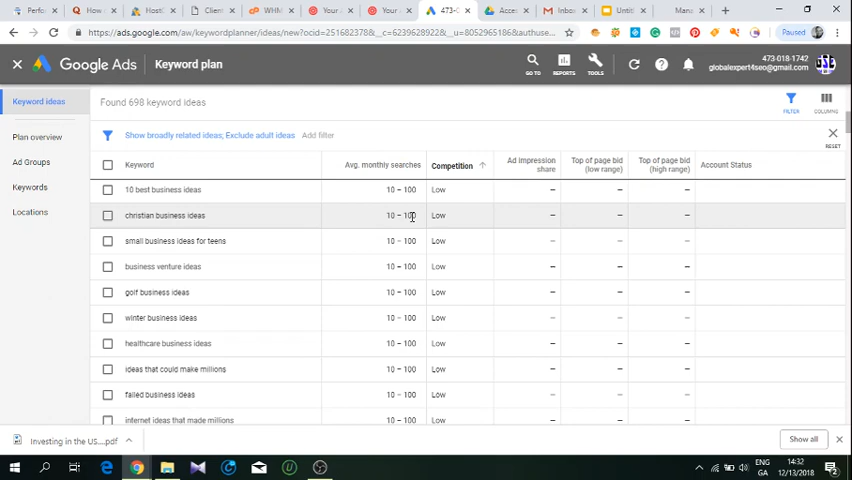 Perfo
How
Host
Client
WHM
Your A
Your
473-0
Acces
Inbo
Untit
Mana
https://ads.google.com/aw/keywordplanner/ideas/new?ocid=251682378&__u=6239628922&__c=8052965186&authuse...
Paused
Google Ads
Keyword plan
GO TO
REPORTS
TOOLS
473-018-1742
globalexpert4seo@gmail.com
Keyword ideas
Plan overview
Ad Groups
Keywords
Locations
Found 698 keyword ideas
FILTER
COLUMNS
Show broadly related ideas; Exclude adult ideas Add filter
RESET
Keyword Avg. monthly searches Competition Ad impression share Top of page bid (low range) Top of page bid (high range) Account Status
10 best business ideas 10 – 100 Low – – –
christian business ideas 10 – 100 Low – – –
small business ideas for teens 10 – 100 Low – – –
business venture ideas 10 – 100 Low – – –
golf business ideas 10 – 100 Low – – –
winter business ideas 10 – 100 Low – – –
healthcare business ideas 10 – 100 Low – – –
ideas that could make millions 10 – 100 Low – – –
failed business ideas 10 – 100 Low – – –
internet ideas that made millions 10 – 100 Low – – –
Investing in the US....pdf
Show all
ENG
GA
14:32
12/13/2018